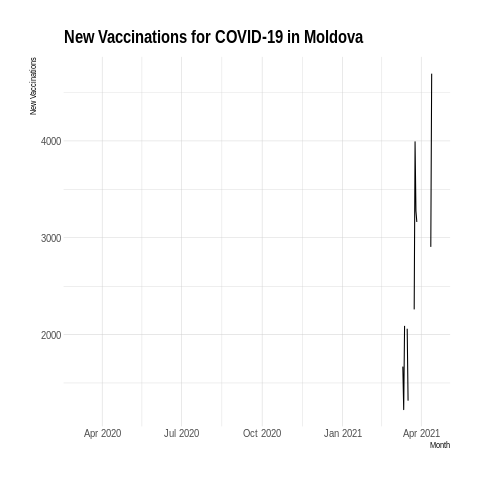 New Vaccinations for COVID-19 in Moldova
New Vaccinations
4000
3000
2000
Apr 2020
Jul 2020
Oct 2020
Jan 2021
Apr 2021
Month